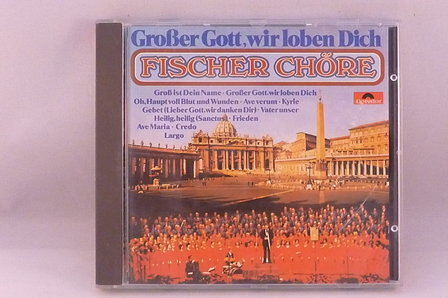 Großer Gott, wir loben Dich
FISCHER CHÖRE
Groß ist Dein Name · Großer Gott, wir loben Dich
Oh, Haupt voll Blut und Wunden · Ave verum · Kyrie
Gebet (Lieber Gott, wir danken Dir) · Vater unser
Heilig, heilig (Sanctus) · Frieden
Ave Maria · Credo
Largo
Polydor